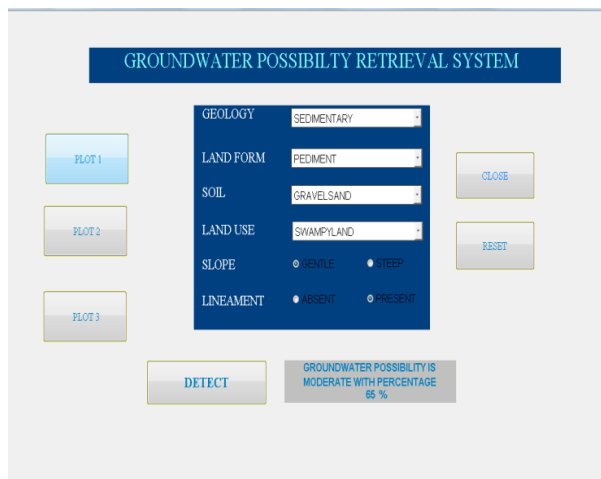 GROUNDWATER POSSIBILTY RETRIEVAL SYSTEM
GEOLOGY SEDIMENTARY
PLOT 1
LAND FORM PEDIMENT
CLOSE
SOIL GRAVELSAND
PLOT 2
LAND USE SWAMPYLAND
RESET
SLOPE GENTLE STEEP
LINEAMENT ABSENT PRESENT
PLOT 3
DETECT
GROUNDWATER POSSIBILITY IS
MODERATE WITH PERCENTAGE
65 %